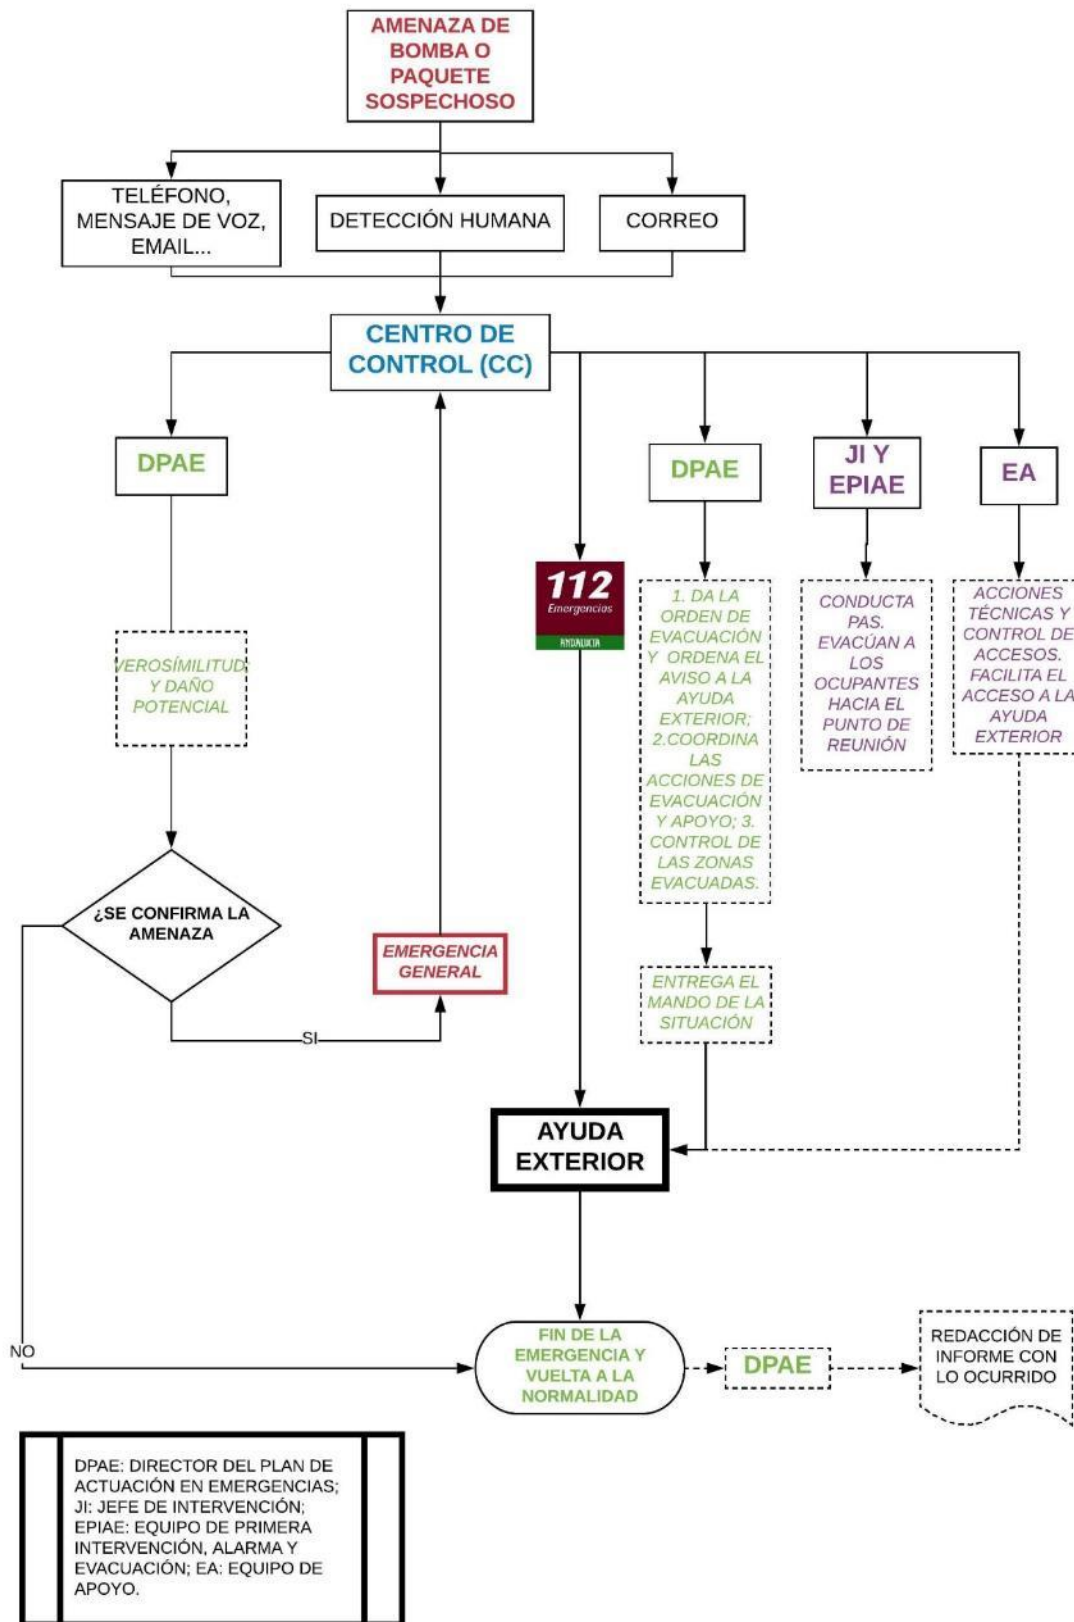 AMENAZA DE
BOMBA O
PAQUETE
SOSPECHOSO
TELÉFONO,
MENSAJE DE VOZ,
EMAIL...
DETECCIÓN HUMANA
CORREO
CENTRO DE
CONTROL (CC)
DPAE
DPAE
JI Y
EPIAE
EA
VEROSÍMILITUD
Y DAÑO
POTENCIAL
112
Emergencias
ANDALUCÍA
1. DA LA
ORDEN DE
EVACUACIÓN
Y ORDENA EL
AVISO A LA
AYUDA
EXTERIOR;
2.COORDINA
LAS
ACCIONES DE
EVACUACIÓN
Y APOYO; 3.
CONTROL DE
LAS ZONAS
EVACUADAS.
CONDUCTA
PAS.
EVACÚAN A
LOS
OCUPANTES
HACIA EL
PUNTO DE
REUNIÓN
ACCIONES
TÉCNICAS Y
CONTROL DE
ACCESOS.
FACILITA EL
ACCESO A LA
AYUDA
EXTERIOR
¿SE CONFIRMA LA
AMENAZA
EMERGENCIA
GENERAL
ENTREGA EL
MANDO DE LA
SITUACIÓN
SI
AYUDA
EXTERIOR
NO
FIN DE LA
EMERGENCIA Y
VUELTA A LA
NORMALIDAD
DPAE
REDACCIÓN DE
INFORME CON
LO OCURRIDO
DPAE: DIRECTOR DEL PLAN DE
ACTUACIÓN EN EMERGENCIAS;
JI: JEFE DE INTERVENCIÓN;
EPIAE: EQUIPO DE PRIMERA
INTERVENCIÓN, ALARMA Y
EVACUACIÓN; EA: EQUIPO DE
APOYO.